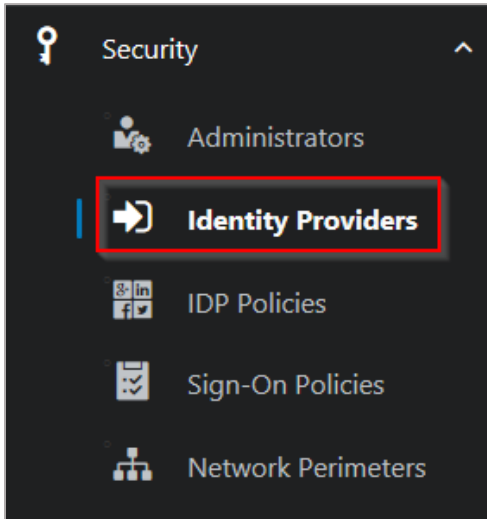 Security
Administrators
Identity Providers
IDP Policies
Sign-On Policies
Network Perimeters